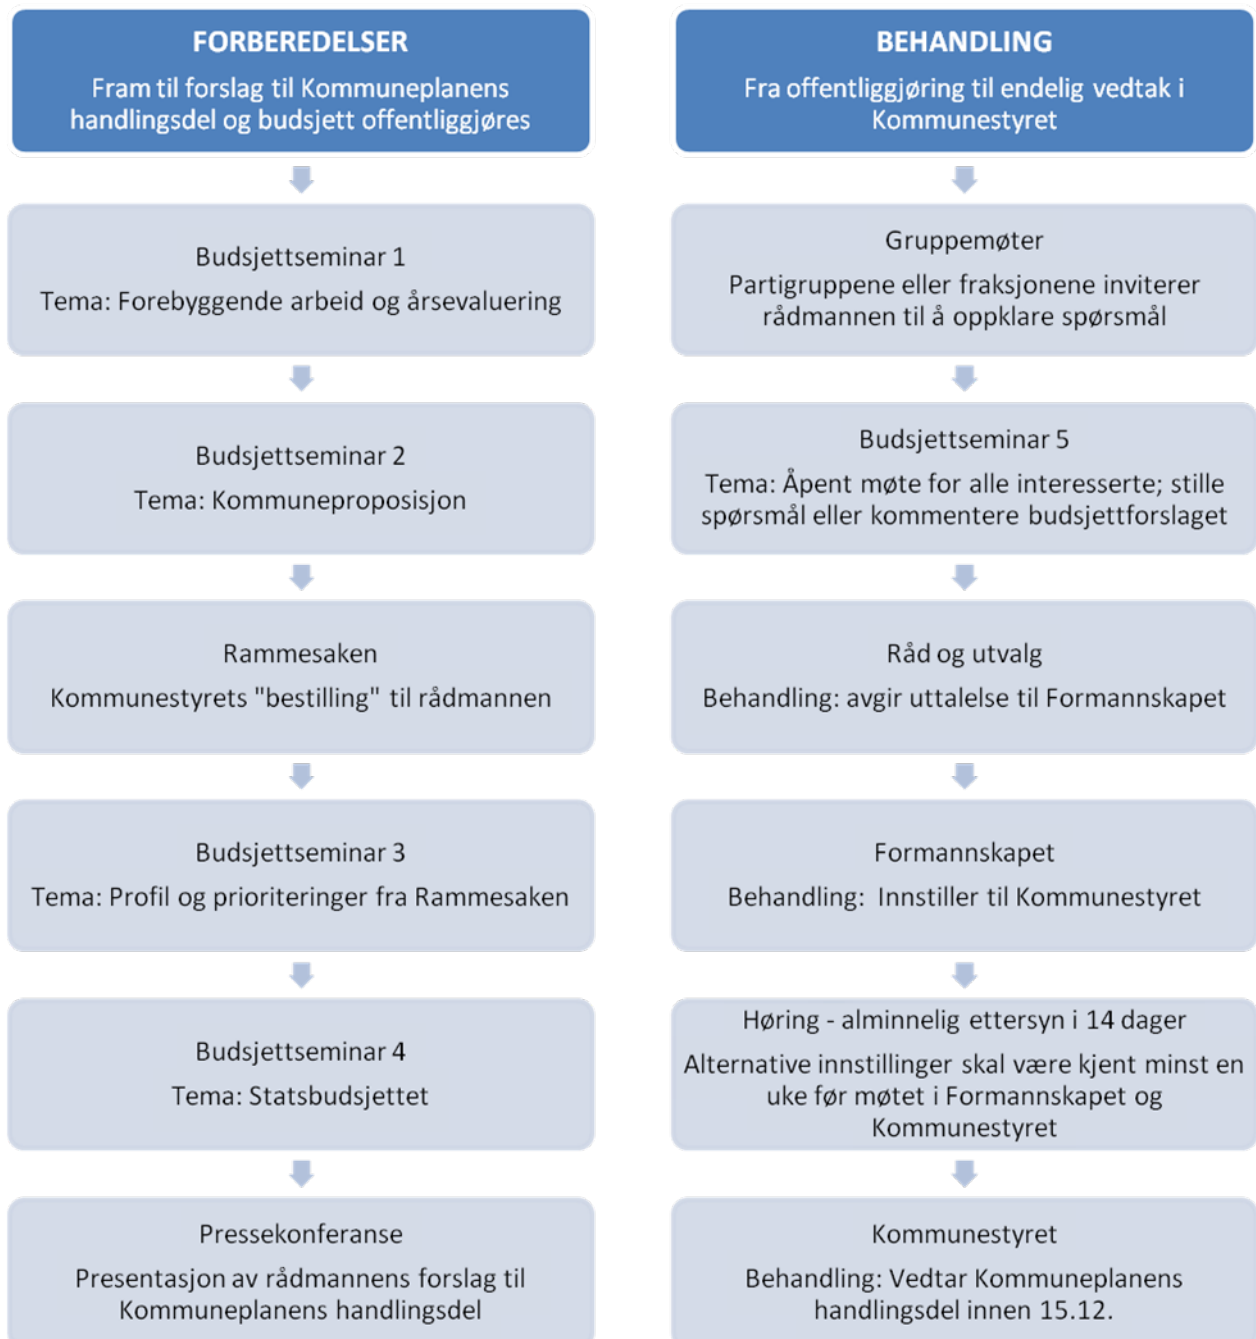 FORBEREDELSER
Fram til forslag til Kommuneplanens
handlingsdel og budsjett offentliggjøres
Budsjettseminar 1
Tema: Forebyggende arbeid og årsevaluering
Budsjettseminar 2
Tema: Kommuneproposisjon
Rammesaken
Kommunestyrets "bestilling" til rådmannen
Budsjettseminar 3
Tema: Profil og prioriteringer fra Rammesaken
Budsjettseminar 4
Tema: Statsbudsjettet
Pressekonferanse
Presentasjon av rådmannens forslag til
Kommuneplanens handlingsdel
BEHANDLING
Fra offentliggjøring til endelig vedtak i
Kommunestyret
Gruppemøter
Partigruppene eller fraksjonene inviterer
rådmannen til å oppklare spørsmål
Budsjettseminar 5
Tema: Åpent møte for alle interesserte; stille
spørsmål eller kommentere budsjettforslaget
Råd og utvalg
Behandling: avgir uttalelse til Formannskapet
Formannskapet
Behandling:  Innstiller til Kommunestyret
Høring - alminnelig ettersyn i 14 dager
Alternative innstillinger skal være kjent minst en
uke før møtet i Formannskapet og
Kommunestyret
Kommunestyret
Behandling: Vedtar Kommuneplanens
handlingsdel innen 15.12.